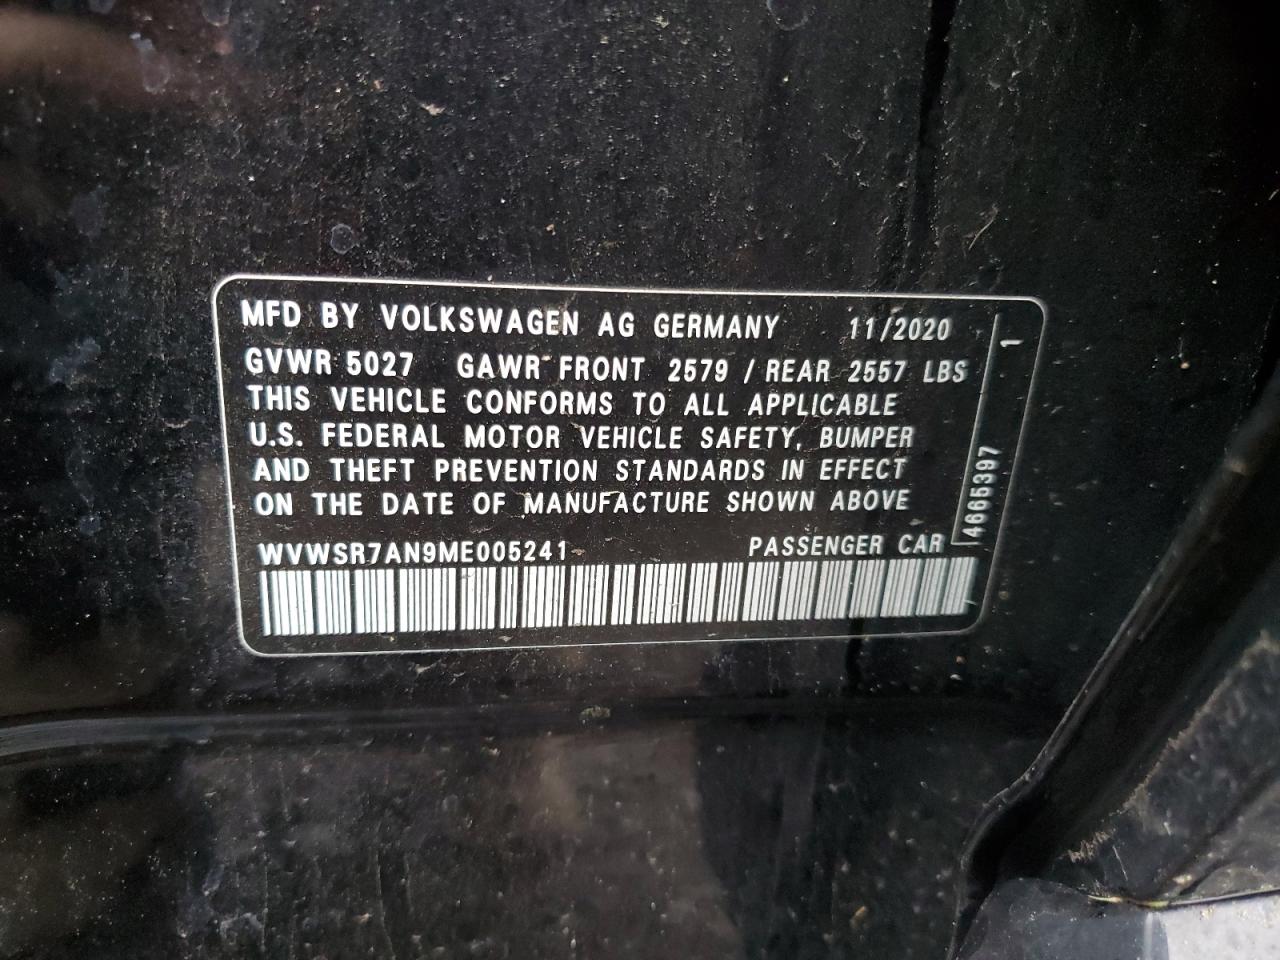 MFD BY VOLKSWAGEN AG GERMANY 11/2020
GVWR 5027 GAWR FRONT 2579 / REAR 2557 LBS
THIS VEHICLE CONFORMS TO ALL APPLICABLE
U.S. FEDERAL MOTOR VEHICLE SAFETY, BUMPER
AND THEFT PREVENTION STANDARDS IN EFFECT
ON THE DATE OF MANUFACTURE SHOWN ABOVE
WVWSR7AN9ME005241 PASSENGER CAR
4665397 1